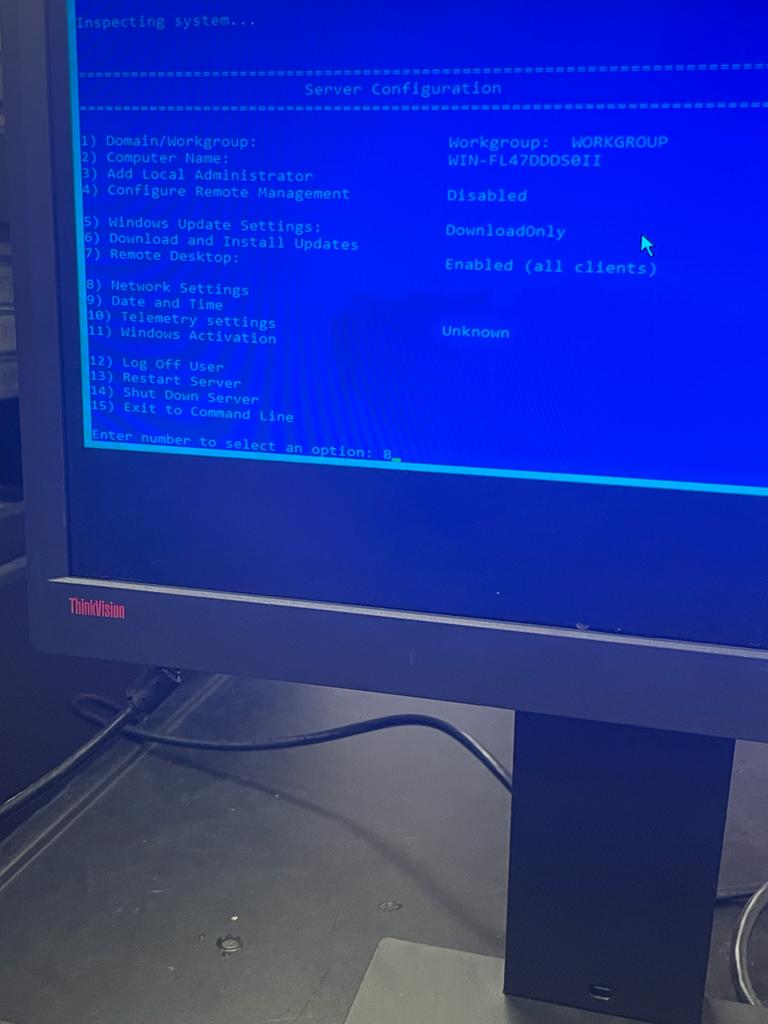 Inspecting system...
Server Configuration
1) Domain/Workgroup: Workgroup: WORKGROUP
2) Computer Name: WIN-FL47DDDS0II
3) Add Local Administrator
4) Configure Remote Management Disabled
5) Windows Update Settings: DownloadOnly
6) Download and Install Updates
7) Remote Desktop: Enabled (all clients)
8) Network Settings
9) Date and Time
10) Telemetry settings Unknown
11) Windows Activation
12) Log Off User
13) Restart Server
14) Shut Down Server
15) Exit to Command Line
Enter number to select an option: 8_
ThinkVision